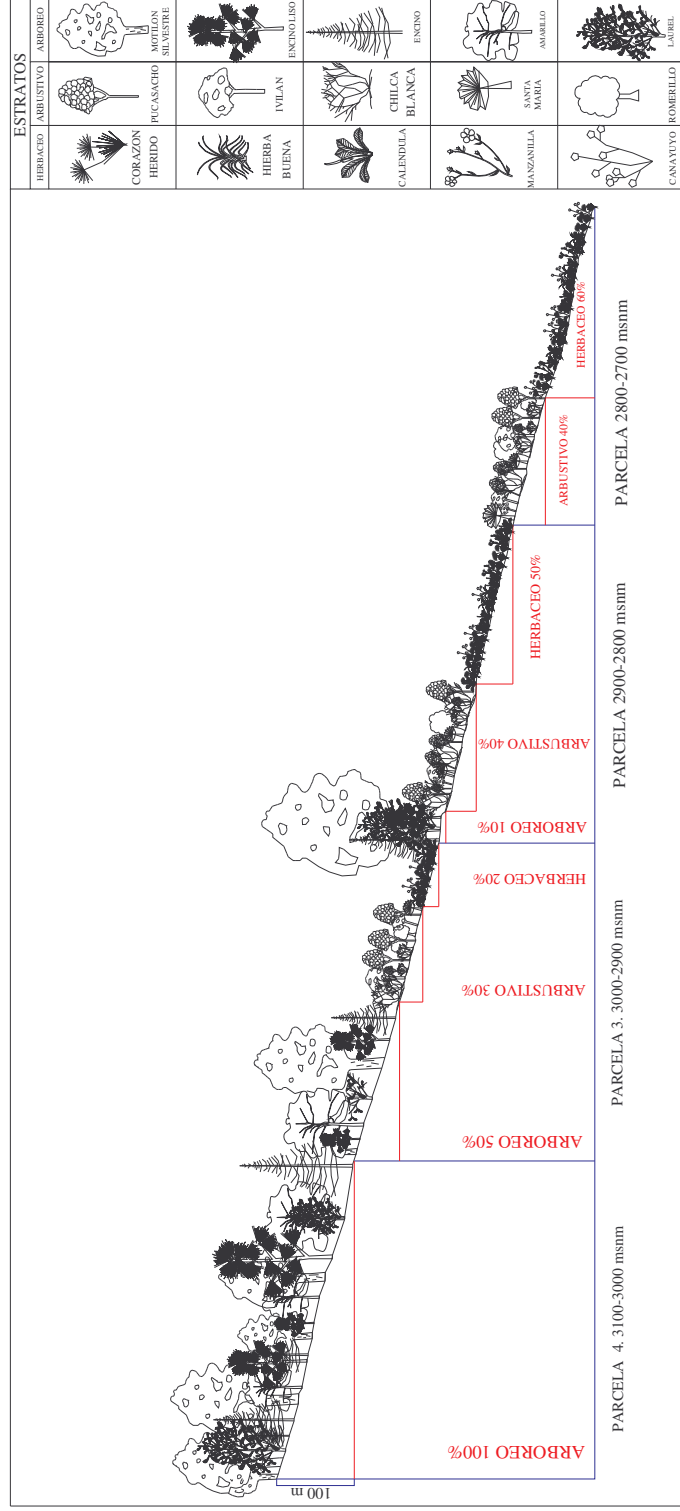 ESTRATOS
HERBACEO
ARBUSTIVO
ARBOREO
CORAZON
HERIDO
PUCASACHO
MOTILON
SILVESTRE
HIERBA
BUENA
IVILAN
ENCINO LISO
CALENDULA
CHILCA
BLANCA
ENCINO
MANZANILLA
SANTA
MARIA
AMARILLO
CANAYUYO
ROMERILLO
LAUREL
100 m
ARBOREO 100%
ARBOREO 50%
ARBUSTIVO 30%
HERBACEO 20%
ARBOREO 10%
ARBUSTIVO 40%
HERBACEO 50%
ARBUSTIVO 40%
HERBACEO 60%
PARCELA 4. 3100-3000 msnm
PARCELA 3. 3000-2900 msnm
PARCELA 2900-2800 msnm
PARCELA 2800-2700 msnm